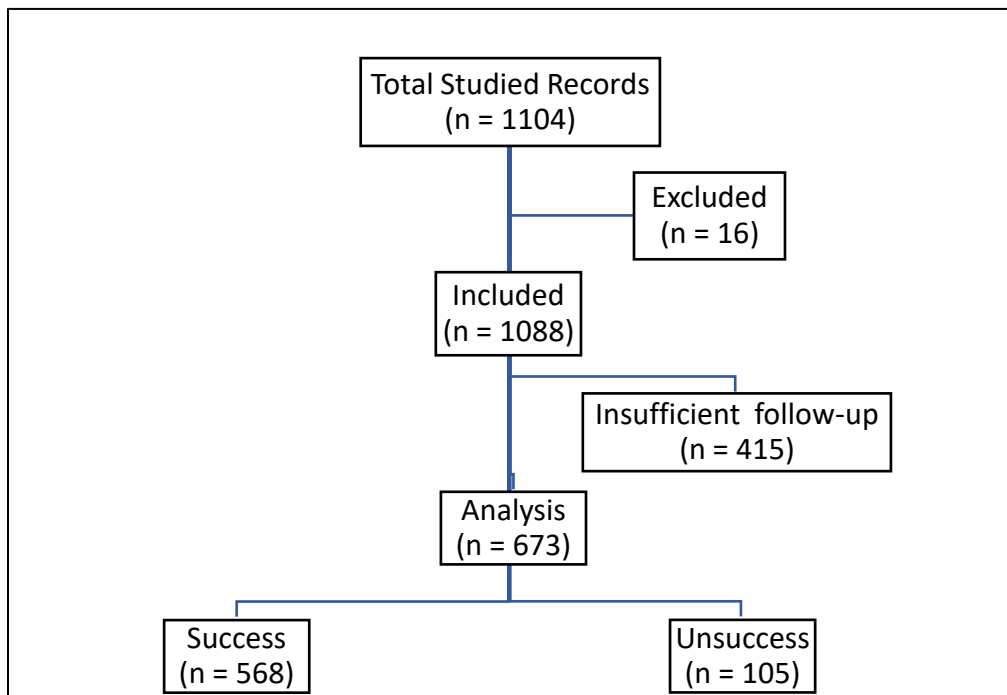 Total Studied Records
(n = 1104)
Excluded
(n = 16)
Included
(n = 1088)
Insufficient follow-up
(n = 415)
Analysis
(n = 673)
Success
(n = 568)
Unsuccess
(n = 105)